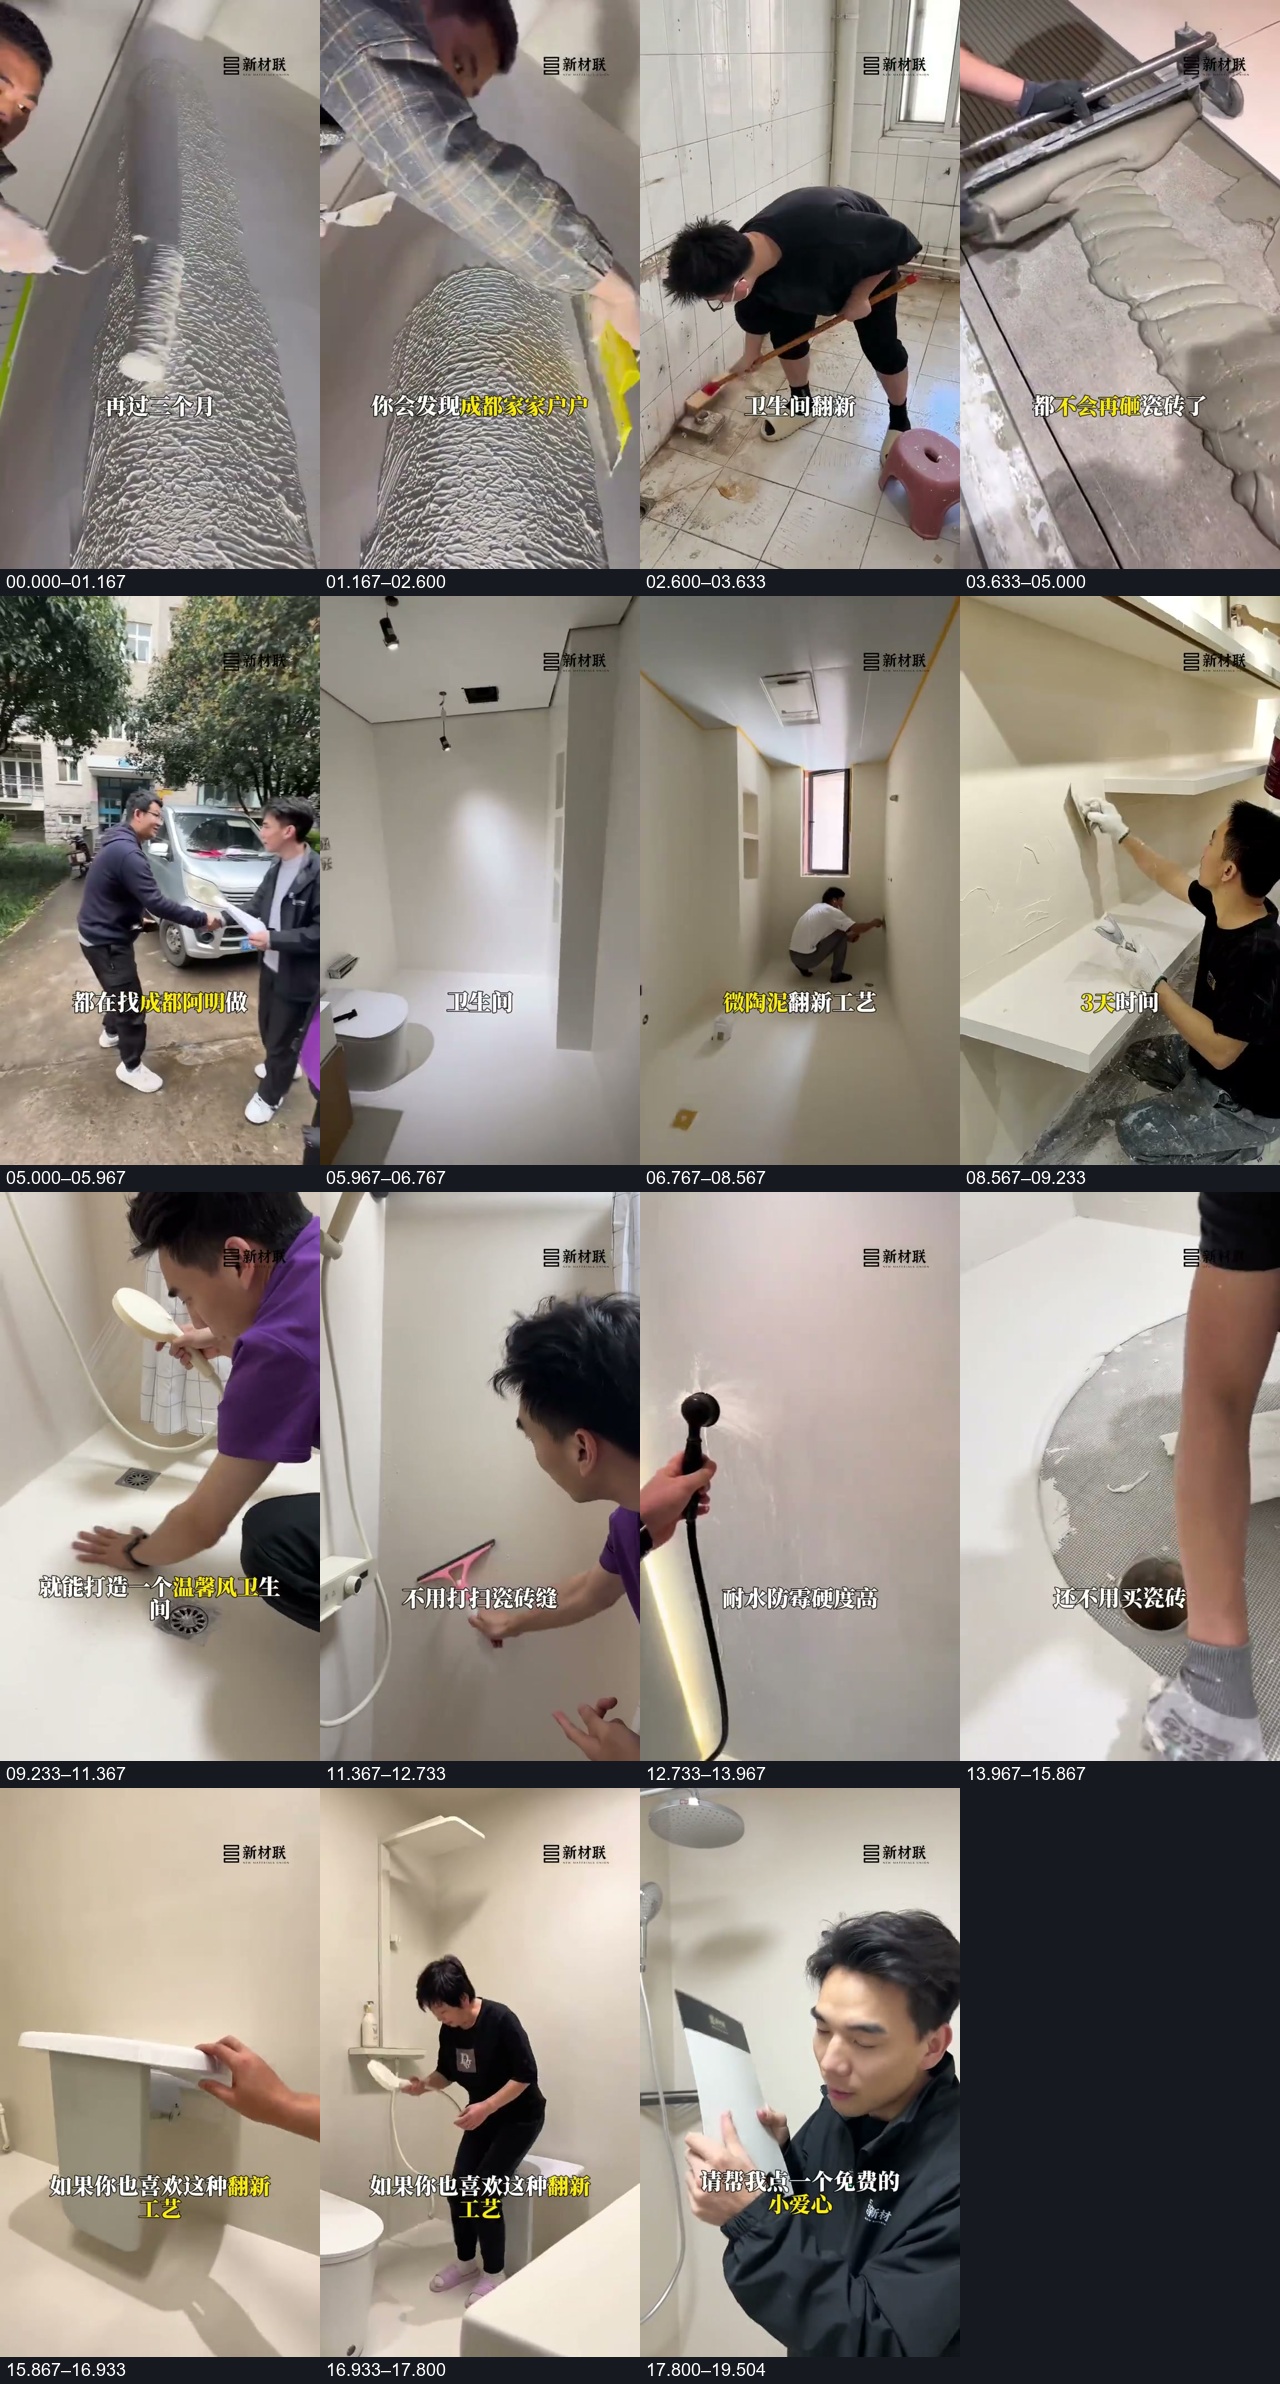 新材联
再过三个月
00.000–01.167
新材联
你会发现成都家家户户
01.167–02.600
新材联
卫生间翻新
02.600–03.633
新材联
都不会再砸瓷砖了
03.633–05.000
新材联
都在找成都阿明做
05.000–05.967
新材联
卫生间
05.967–06.767
新材联
微陶泥翻新工艺
06.767–08.567
新材联
3天时间
08.567–09.233
新材联
就能打造一个温馨风卫生
间
09.233–11.367
新材联
不用打扫瓷砖缝
11.367–12.733
新材联
耐水防霉硬度高
12.733–13.967
新材联
还不用买瓷砖
13.967–15.867
新材联
如果你也喜欢这种翻新
工艺
15.867–16.933
新材联
如果你也喜欢这种翻新
工艺
16.933–17.800
新材联
请帮我点一个免费的
小爱心
新材
17.800–19.504